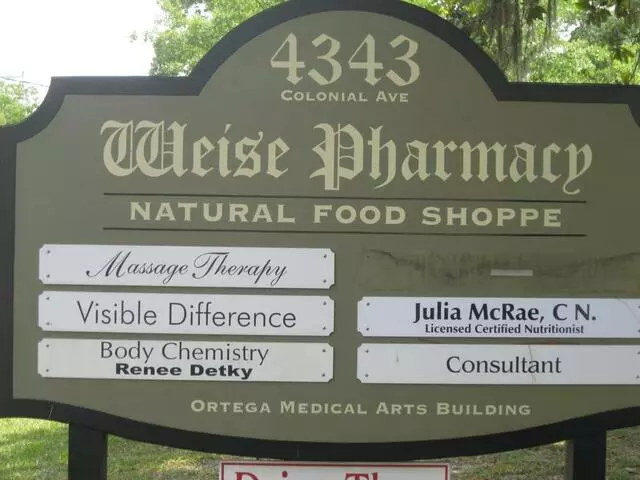 4343
COLONIAL AVE
Weise Pharmacy
NATURAL FOOD SHOPPE
Massage Therapy
Visible Difference
Body Chemistry
Renee Detky
Julia McRae, C N.
Licensed Certified Nutritionist
Consultant
ORTEGA MEDICAL ARTS BUILDING